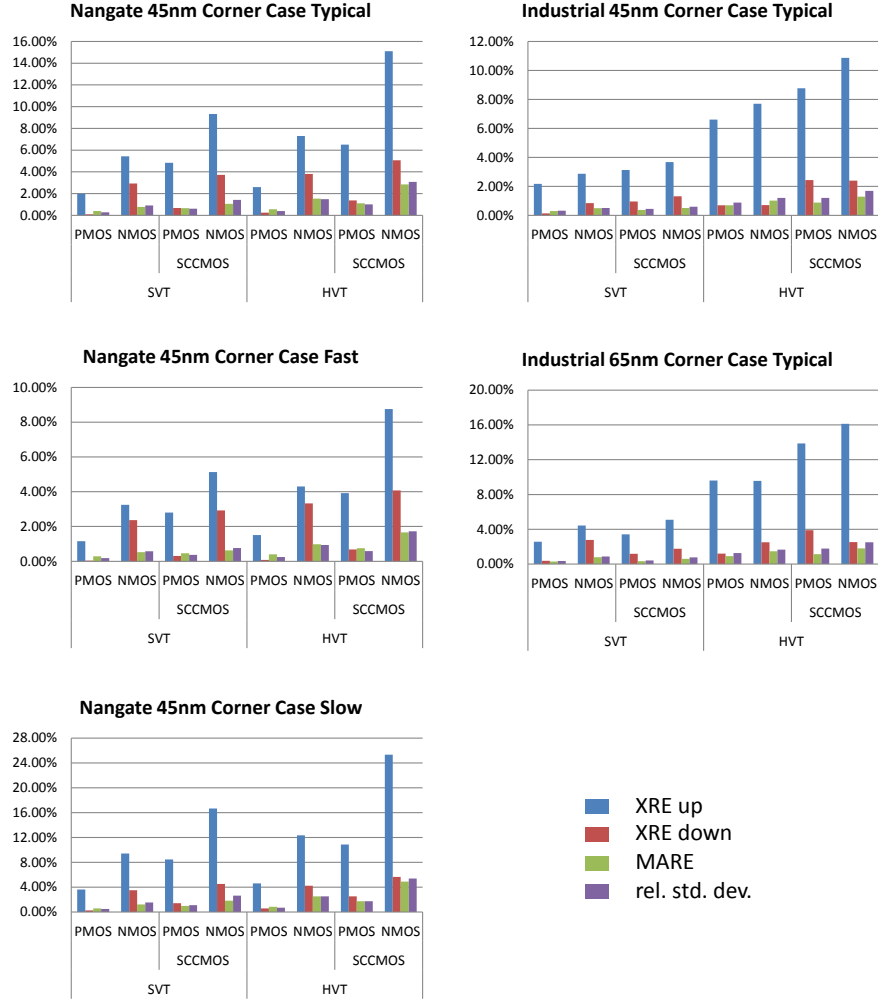 Nangate 45nm Corner Case Typical
16.00%
14.00%
12.00%
10.00%
8.00%
6.00%
4.00%
2.00%
0.00%
PMOS NMOS PMOS NMOS PMOS NMOS PMOS NMOS
SCCMOS SCCMOS
SVT HVT
Industrial 45nm Corner Case Typical
12.00%
10.00%
8.00%
6.00%
4.00%
2.00%
0.00%
PMOS NMOS PMOS NMOS PMOS NMOS PMOS NMOS
SCCMOS SCCMOS
SVT HVT
Nangate 45nm Corner Case Fast
10.00%
8.00%
6.00%
4.00%
2.00%
0.00%
PMOS NMOS PMOS NMOS PMOS NMOS PMOS NMOS
SCCMOS SCCMOS
SVT HVT
Industrial 65nm Corner Case Typical
20.00%
16.00%
12.00%
8.00%
4.00%
0.00%
PMOS NMOS PMOS NMOS PMOS NMOS PMOS NMOS
SCCMOS SCCMOS
SVT HVT
Nangate 45nm Corner Case Slow
28.00%
24.00%
20.00%
16.00%
12.00%
8.00%
4.00%
0.00%
PMOS NMOS PMOS NMOS PMOS NMOS PMOS NMOS
SCCMOS SCCMOS
SVT HVT
XRE up
XRE down
MARE
rel. std. dev.